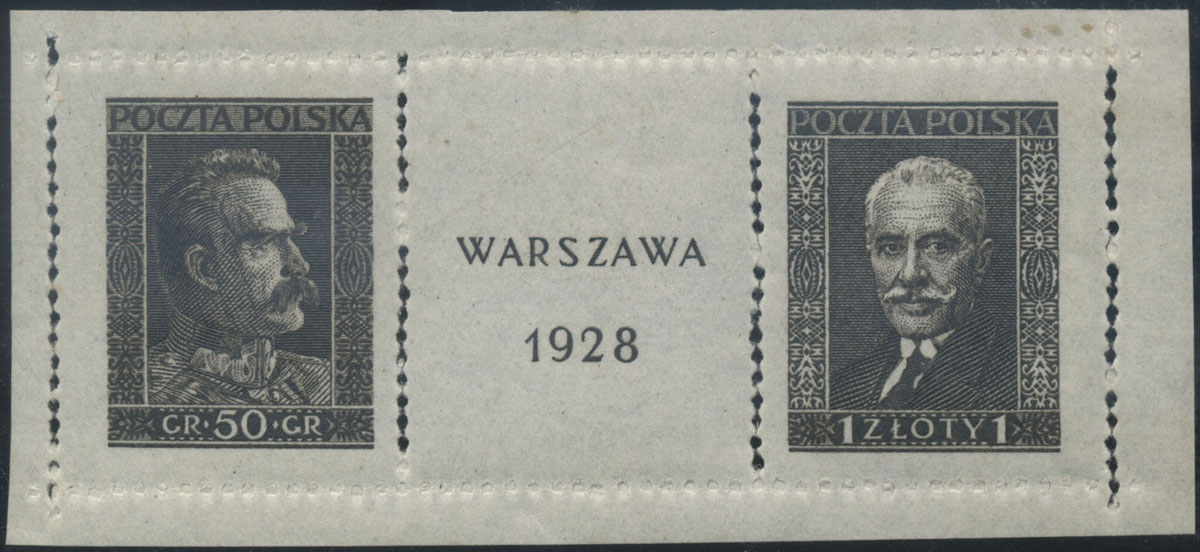 POCZTA POLSKA
GR·50·GR
WARSZAWA
1928
POCZTA POLSKA
1 ZŁOTY 1